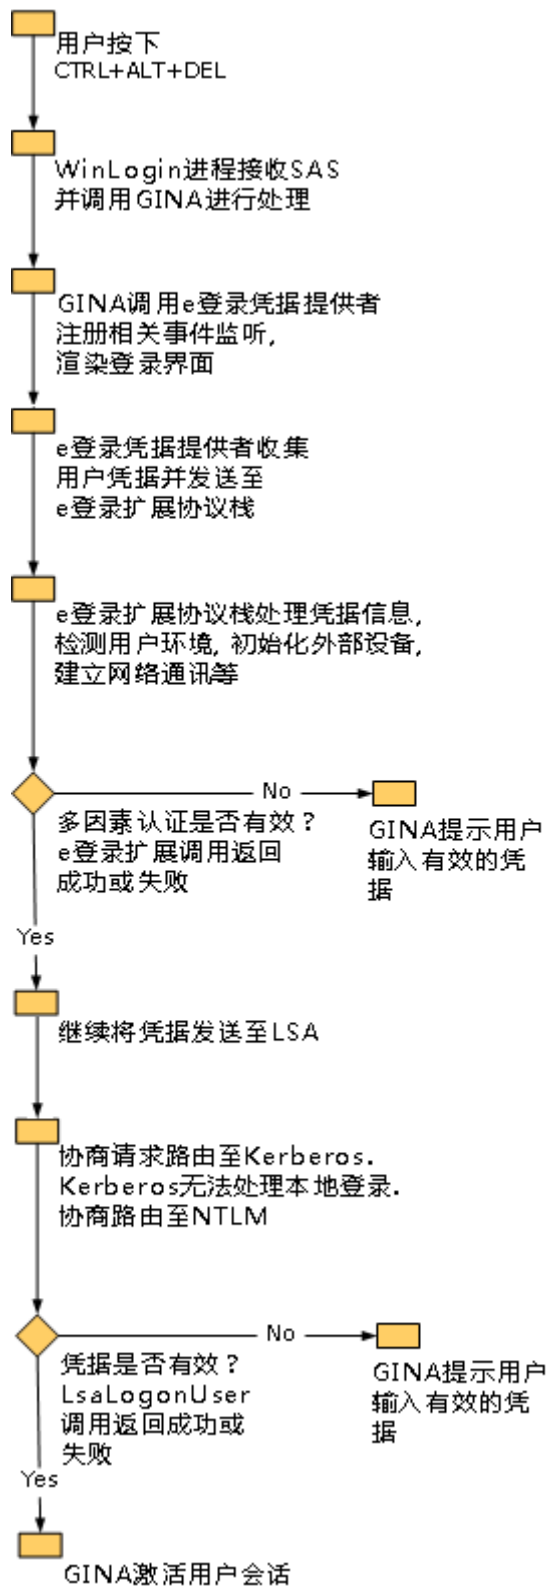 用户按下
CTRL+ALT+DEL
WinLogin进程接收SAS
并调用GINA进行处理
GINA调用e登录凭据提供者
注册相关事件监听,
渲染登录界面
e登录凭据提供者收集
用户凭据并发送至
e登录扩展协议栈
e登录扩展协议栈处理凭据信息,
检测用户环境, 初始化外部设备,
建立网络通讯等
No
多因素认证是否有效？
e登录扩展调用返回
成功或失败
GINA提示用户
输入有效的凭
据
Yes
继续将凭据发送至LSA
协商请求路由至Kerberos.
Kerberos无法处理本地登录.
协商路由至NTLM
No
凭据是否有效？
LsaLogonUser
调用返回成功或
失败
GINA提示用户
输入有效的凭
据
Yes
GINA激活用户会话